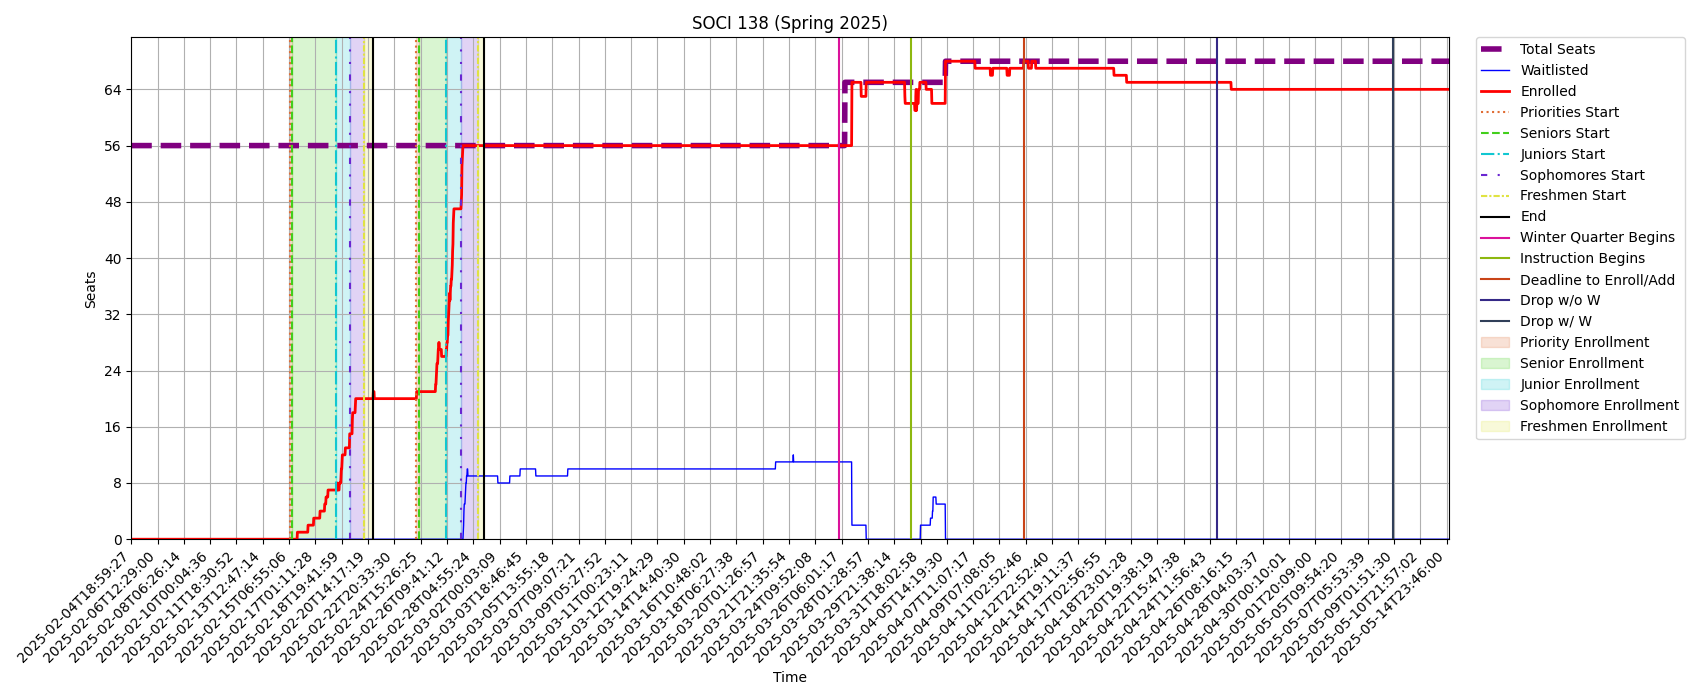 SOCI 138 (Spring 2025)
Seats
64
56
48
40
32
24
16
8
0
2025-02-04T18:59:27
2025-02-06T12:29:00
2025-02-08T06:26:14
2025-02-10T00:04:36
2025-02-11T18:30:52
2025-02-13T12:47:14
2025-02-15T06:55:06
2025-02-17T01:11:28
2025-02-18T19:41:59
2025-02-20T14:17:19
2025-02-22T20:33:30
2025-02-24T15:26:25
2025-02-26T09:41:12
2025-02-28T04:55:24
2025-03-02T00:03:09
2025-03-03T18:46:45
2025-03-05T13:55:18
2025-03-07T09:07:21
2025-03-09T05:27:52
2025-03-11T00:23:11
2025-03-12T19:24:29
2025-03-14T14:40:30
2025-03-16T10:48:02
2025-03-18T06:27:38
2025-03-20T01:26:57
2025-03-21T21:35:54
2025-03-24T09:52:08
2025-03-26T06:01:17
2025-03-28T01:28:57
2025-03-29T21:38:14
2025-03-31T18:02:58
2025-04-05T14:19:30
2025-04-07T11:07:17
2025-04-09T07:08:05
2025-04-11T02:52:46
2025-04-12T22:52:40
2025-04-14T19:11:37
2025-04-17T02:56:55
2025-04-18T23:01:28
2025-04-20T19:38:19
2025-04-22T15:47:38
2025-04-24T11:56:43
2025-04-26T08:16:15
2025-04-28T04:03:37
2025-04-30T00:10:01
2025-05-01T20:09:00
2025-05-05T09:54:20
2025-05-07T05:53:39
2025-05-09T01:51:30
2025-05-10T21:57:02
2025-05-14T23:46:00
Time
Total Seats
Waitlisted
Enrolled
Priorities Start
Seniors Start
Juniors Start
Sophomores Start
Freshmen Start
End
Winter Quarter Begins
Instruction Begins
Deadline to Enroll/Add
Drop w/o W
Drop w/ W
Priority Enrollment
Senior Enrollment
Junior Enrollment
Sophomore Enrollment
Freshmen Enrollment